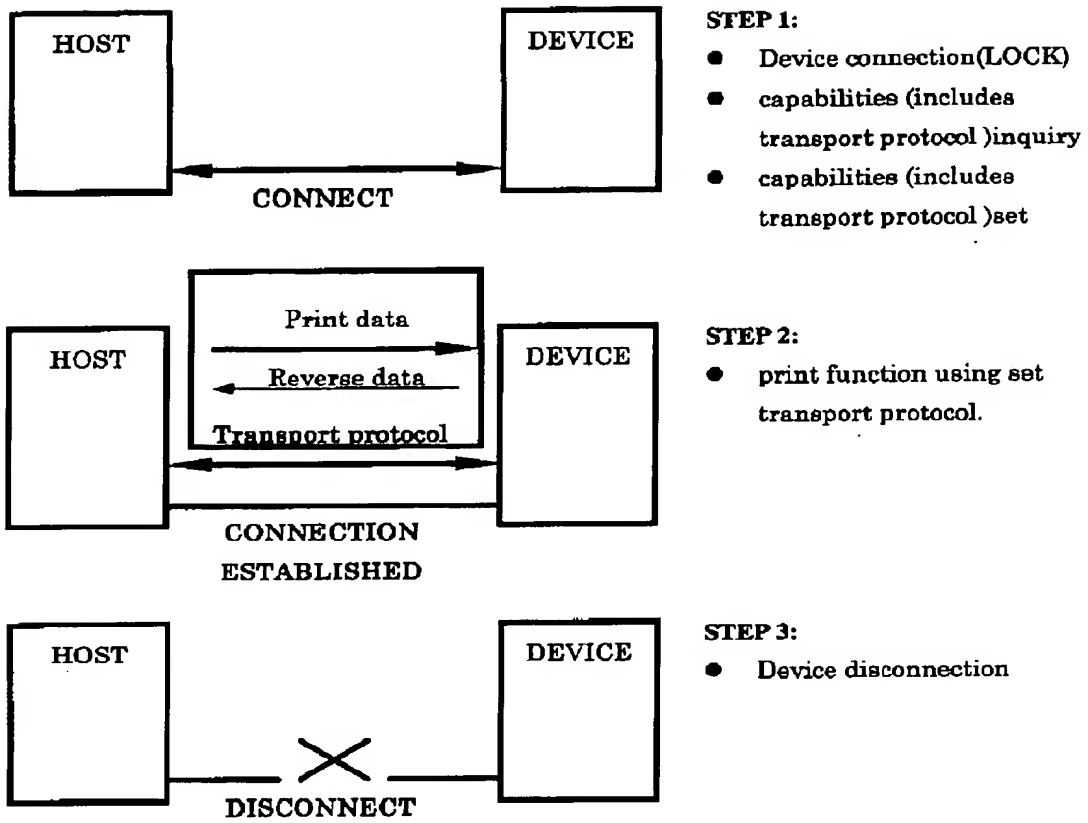 HOST
DEVICE
CONNECT
STEP 1:
● Device connection(LOCK)
● capabilities (includes
transport protocol )inquiry
● capabilities (includes
transport protocol )set
HOST
Print data
Reverse data
Transport protocol
DEVICE
CONNECTION
ESTABLISHED
STEP 2:
● print function using set
transport protocol.
HOST
DEVICE
DISCONNECT
STEP 3:
● Device disconnection